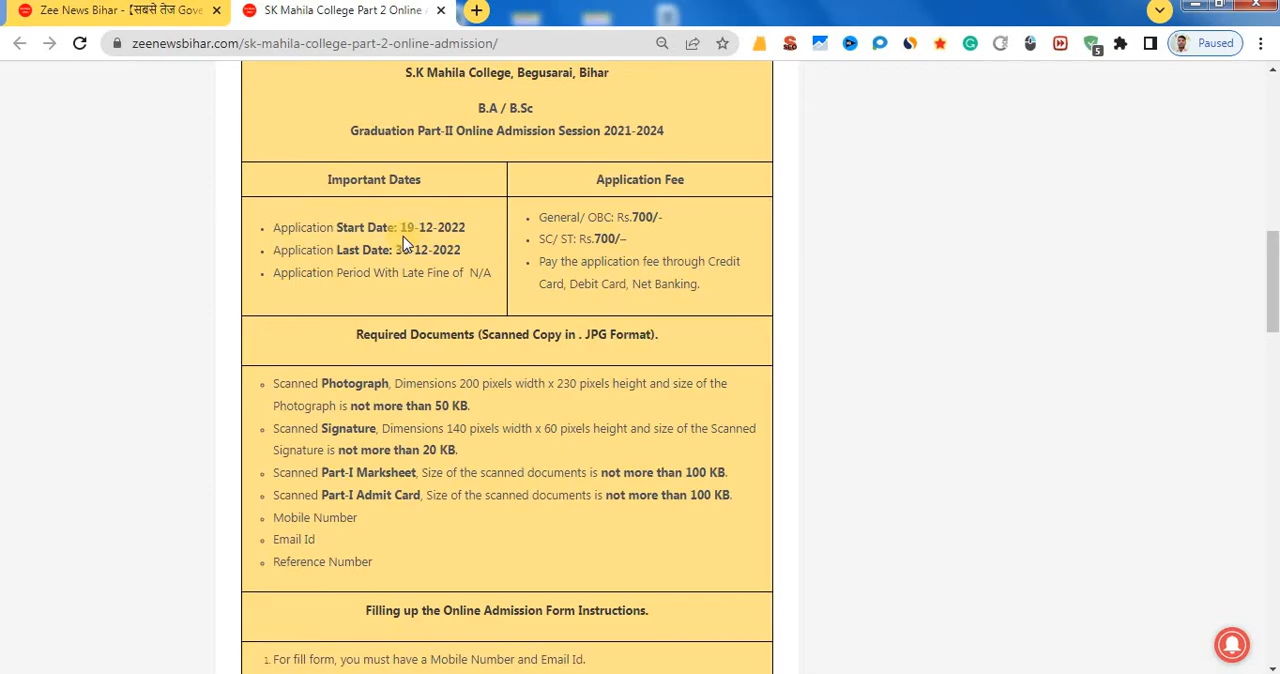 Zee News Bihar - [सबसे तेज Gove
SK Mahila College Part 2 Online
zeenewsbihar.com/sk-mahila-college-part-2-online-admission/
Paused
5
S.K Mahila College, Begusarai, Bihar
B.A / B.Sc
Graduation Part-II Online Admission Session 2021-2024
Important Dates
Application Fee
Application Start Date: 19-12-2022
Application Last Date: 12-2022
Application Period With Late Fine of N/A
General/ OBC: Rs.700/-
SC/ ST: Rs.700/–
Pay the application fee through Credit
Card, Debit Card, Net Banking.
Required Documents (Scanned Copy in . JPG Format).
Scanned Photograph, Dimensions 200 pixels width x 230 pixels height and size of the
Photograph is not more than 50 KB.
Scanned Signature, Dimensions 140 pixels width x 60 pixels height and size of the Scanned
Signature is not more than 20 KB.
Scanned Part-I Marksheet, Size of the scanned documents is not more than 100 KB.
Scanned Part-I Admit Card, Size of the scanned documents is not more than 100 KB.
Mobile Number
Email Id
Reference Number
Filling up the Online Admission Form Instructions.
1. For fill form, you must have a Mobile Number and Email Id.